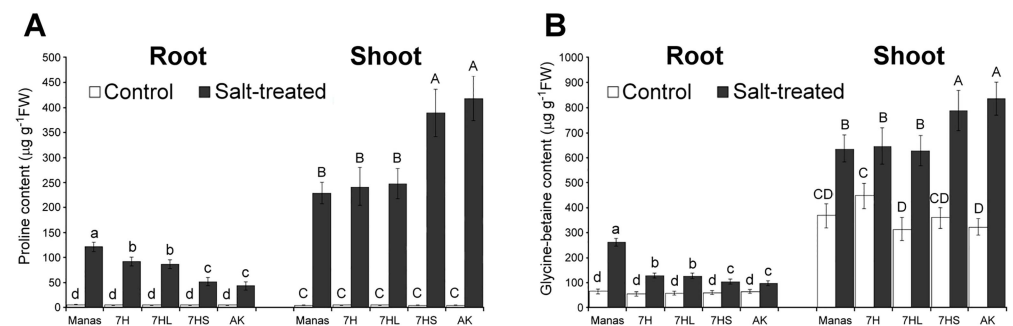 A
Root
Shoot
Control
Salt-treated
Proline content (µg g⁻¹FW)
500
450
400
350
300
250
200
150
100
50
0
a
b
b
c
c
d
d
d
d
d
B
B
B
A
A
C
C
C
C
C
Manas
7H
7HL
7HS
AK
Manas
7H
7HL
7HS
AK
B
Root
Shoot
Control
Salt-treated
Glycine-betaine content (µg g⁻¹FW)
1000
900
800
700
600
500
400
300
200
100
0
a
b
b
c
c
d
d
d
d
d
B
B
B
A
A
CD
C
D
CD
D
Manas
7H
7HL
7HS
AK
Manas
7H
7HL
7HS
AK